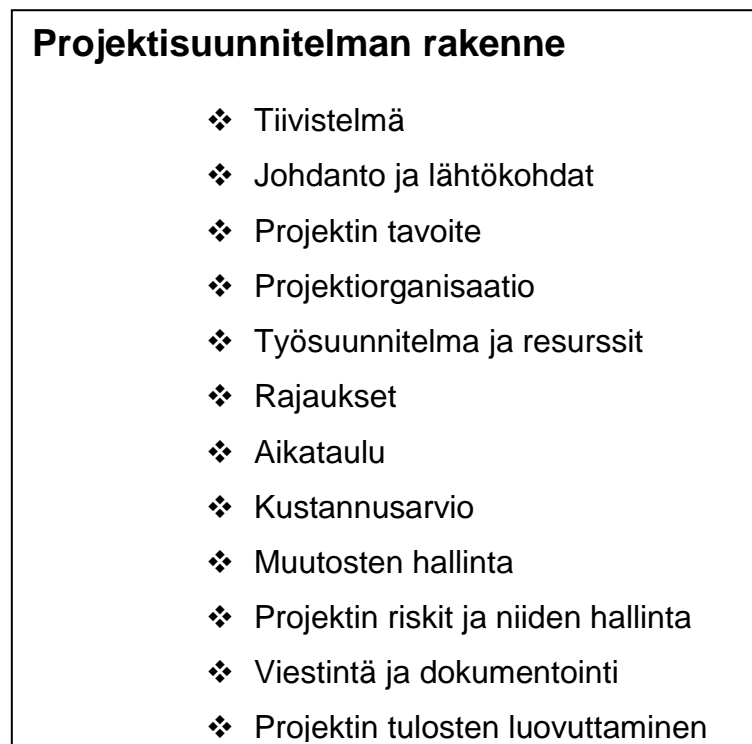 Projektisuunnitelman rakenne
❖ Tiivistelmä
❖ Johdanto ja lähtökohdat
❖ Projektin tavoite
❖ Projektiorganisaatio
❖ Työsuunnitelma ja resurssit
❖ Rajaukset
❖ Aikataulu
❖ Kustannusarvio
❖ Muutosten hallinta
❖ Projektin riskit ja niiden hallinta
❖ Viestintä ja dokumentointi
❖ Projektin tulosten luovuttaminen